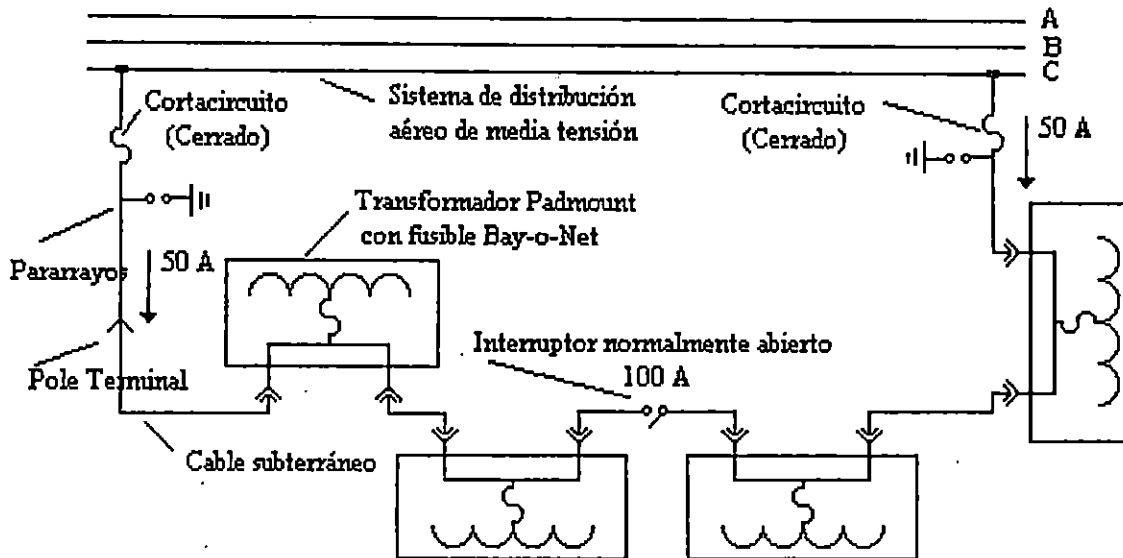 A
B
C
Cortacircuito
(Cerrado)
Sistema de distribución
aéreo de media tensión
Cortacircuito
(Cerrado)
50 A
Transformador Padmount
con fusible Bay-o-Net
Pararrayos
50 A
Interruptor normalmente abierto
100 A
Pole Terminal
Cable subterráneo